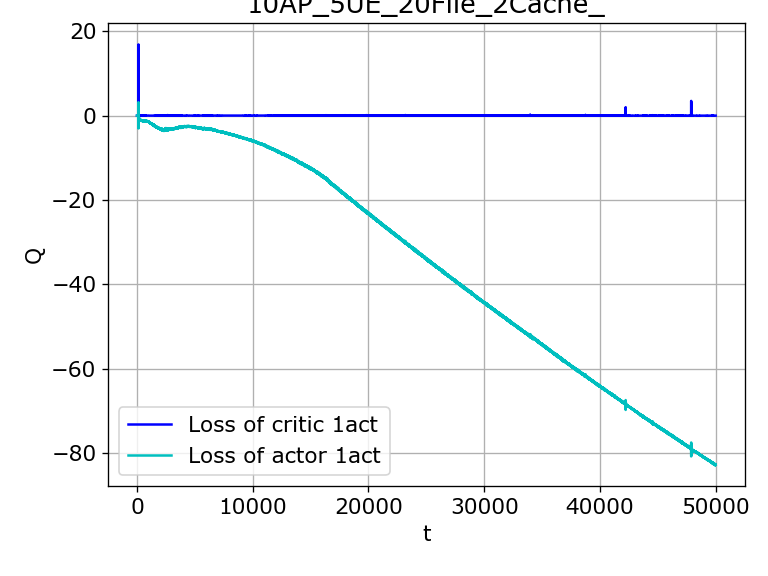 10AP_5UE_20File_2Cache_
20
0
−20
−40
−60
−80
Q
Loss of critic 1act
Loss of actor 1act
0 10000 20000 30000 40000 50000
t